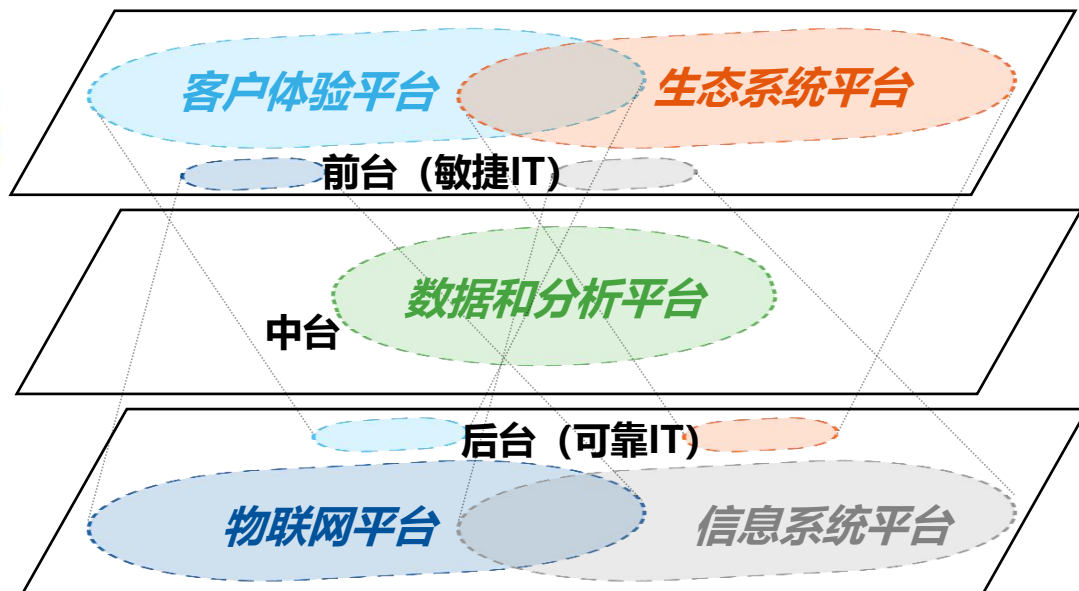 客户体验平台
生态系统平台
前台（敏捷IT）
数据和分析平台
中台
后台（可靠IT）
物联网平台
信息系统平台